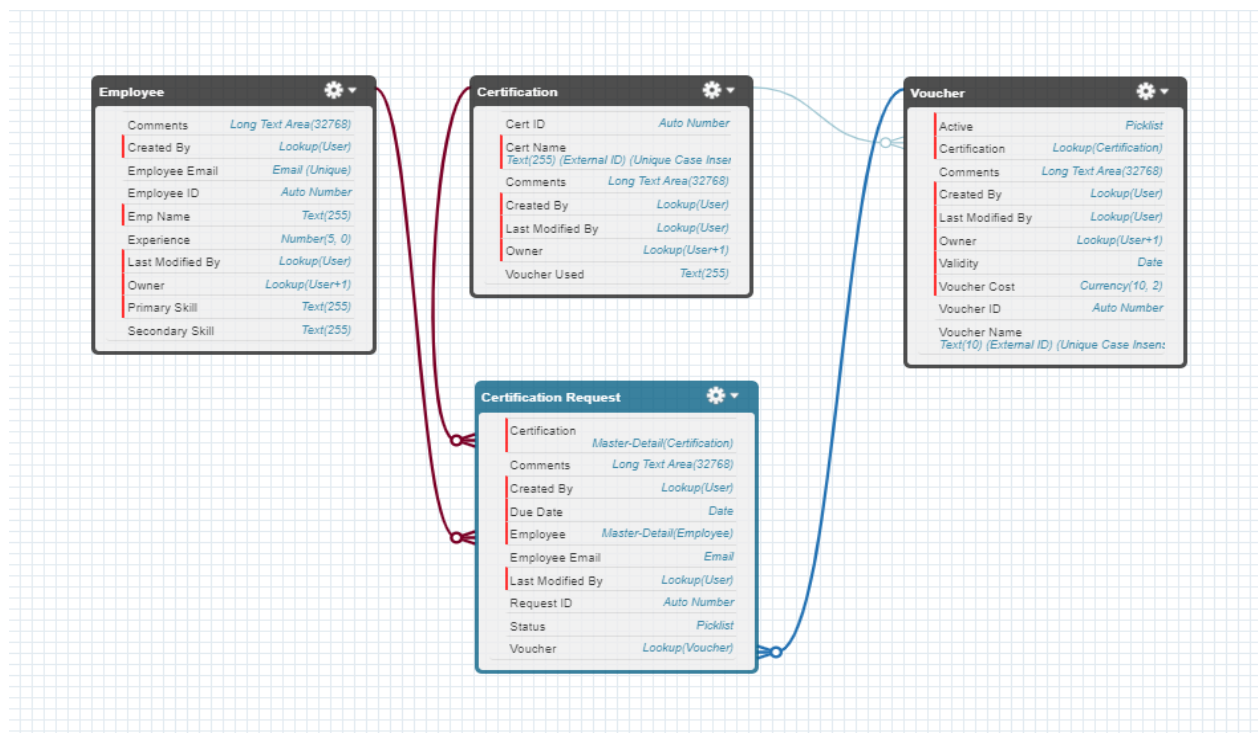 Employee
Comments Long Text Area(32768)
Created By Lookup(User)
Employee Email Email (Unique)
Employee ID Auto Number
Emp Name Text(255)
Experience Number(5, 0)
Last Modified By Lookup(User)
Owner Lookup(User+1)
Primary Skill Text(255)
Secondary Skill Text(255)
Certification
Cert ID Auto Number
Cert Name
Text(255) (External ID) (Unique Case Inser
Comments Long Text Area(32768)
Created By Lookup(User)
Last Modified By Lookup(User)
Owner Lookup(User+1)
Voucher Used Text(255)
Voucher
Active Picklist
Certification Lookup(Certification)
Comments Long Text Area(32768)
Created By Lookup(User)
Last Modified By Lookup(User)
Owner Lookup(User+1)
Validity Date
Voucher Cost Currency(10, 2)
Voucher ID Auto Number
Voucher Name
Text(10) (External ID) (Unique Case Insens
Certification Request
Certification
Master-Detail(Certification)
Comments Long Text Area(32768)
Created By Lookup(User)
Due Date Date
Employee Master-Detail(Employee)
Employee Email Email
Last Modified By Lookup(User)
Request ID Auto Number
Status Picklist
Voucher Lookup(Voucher)